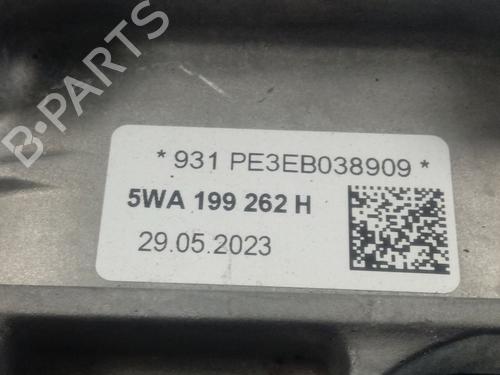 B-PARTS
* 931 PE3EB038909 *
5WA 199 262 H
29.05.2023